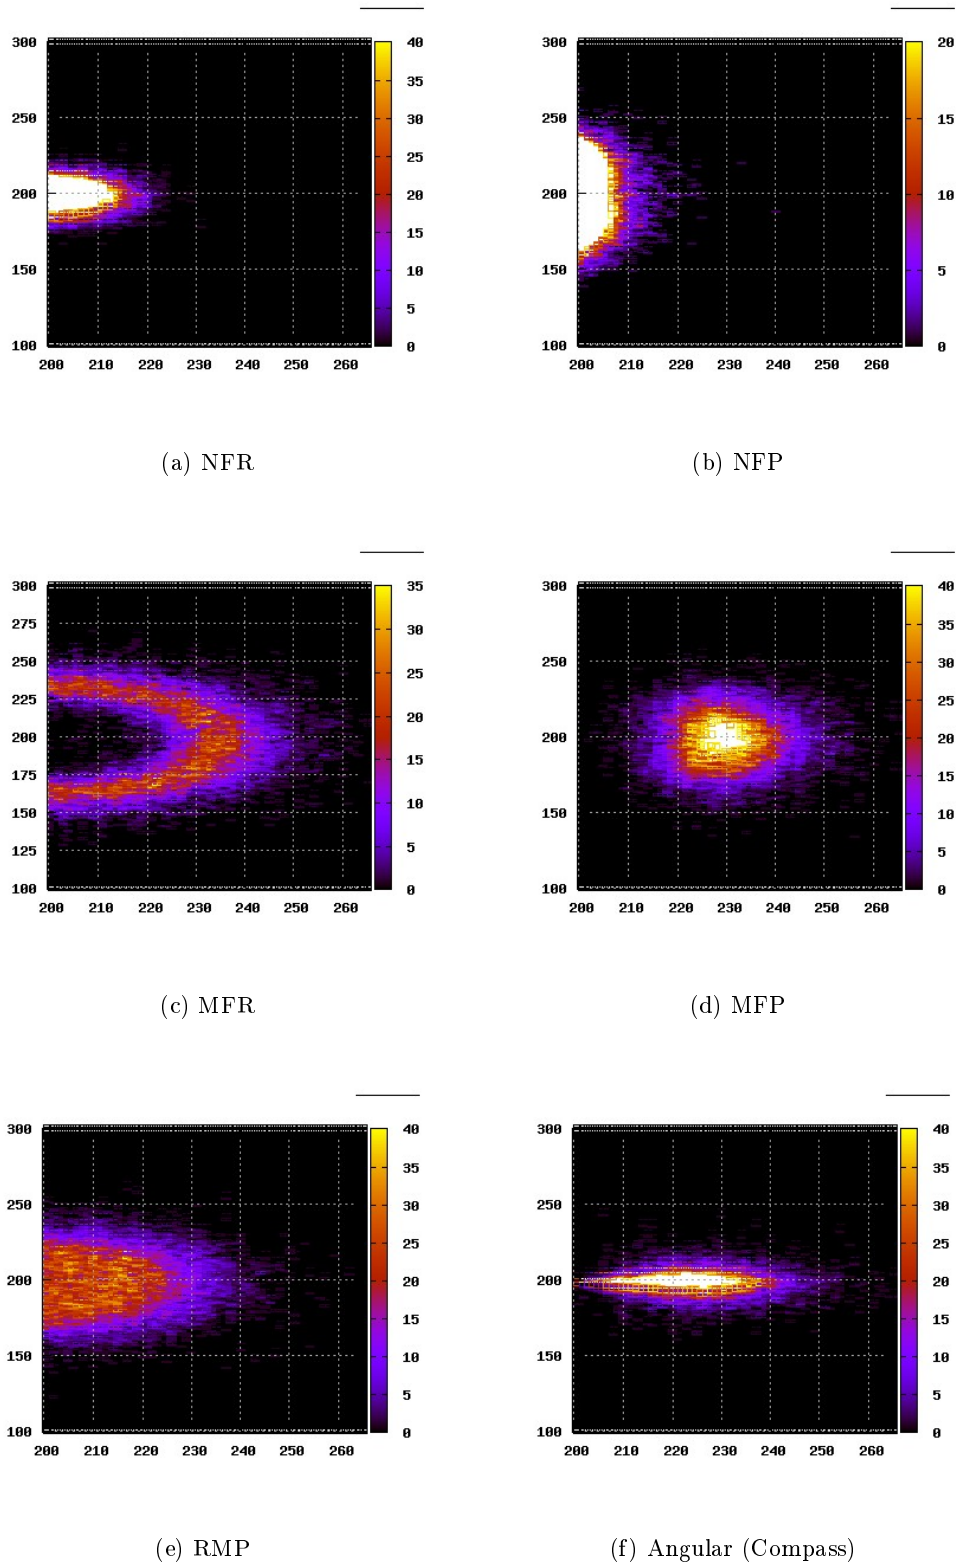 300 40 300 20
35
250 30 250 15
25
200 20 200 10
15
150 10 150 5
5
100 0 100 0
200 210 220 230 240 250 260 200 210 220 230 240 250 260
(a) NFR (b) NFP
300 35 300 40
275 30 35
250 25 250 30
225 20 25
200 200 20
175 15 15
150 10 150 10
125 5 5
100 0 100 0
200 210 220 230 240 250 260 200 210 220 230 240 250 260
(c) MFR (d) MFP
300 40 300 40
35 35
250 30 250 30
25 25
200 20 200 20
15 15
150 10 150 10
5 5
100 0 100 0
200 210 220 230 240 250 260 200 210 220 230 240 250 260
(e) RMP (f) Angular (Compass)